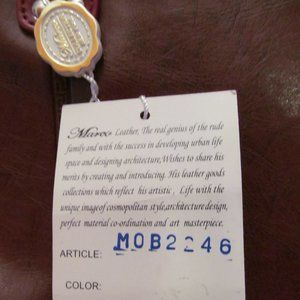 Marco Leather, The real genius of the rude
family and with the success in developing urban life
space and designing architecture, Wishes to share his
merits by creating and introducing. His leather goods
collections which reflect his artistic , Life with the
unique image of cosmopolitan style,architecture design,
perfect material co-ordination and art masterpiece.
ARTICLE: MOB2246
COLOR: